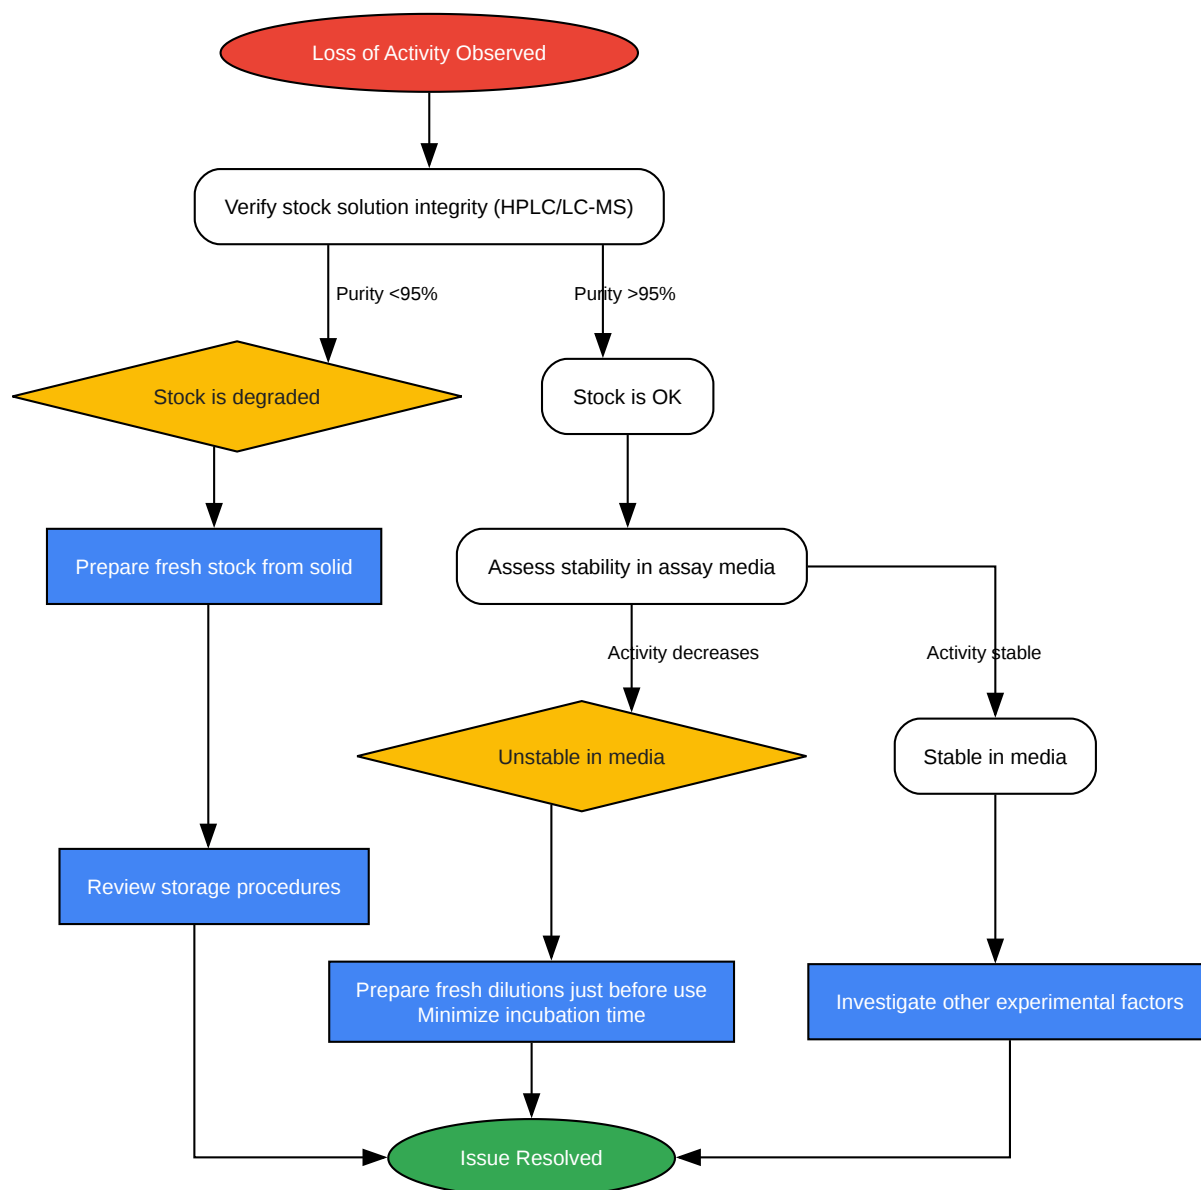 Loss of Activity Observed
Verify stock solution integrity (HPLC/LC-MS)
Purity <95%
Purity >95%
Stock is degraded
Stock is OK
Prepare fresh stock from solid
Assess stability in assay media
Activity decreases
Activity stable
Unstable in media
Stable in media
Review storage procedures
Prepare fresh dilutions just before use
Minimize incubation time
Investigate other experimental factors
Issue Resolved